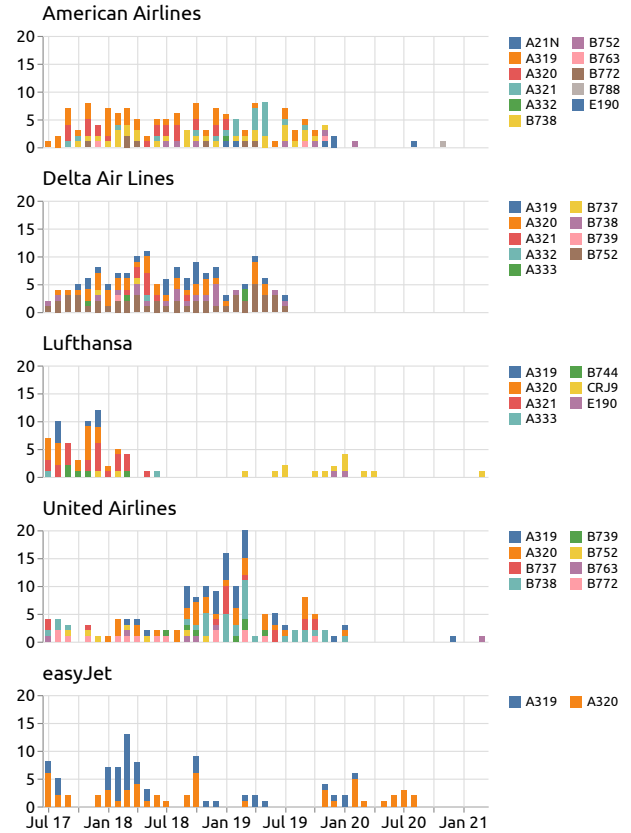 American Airlines
20
15
10
5
0
A21N B752
A319 B763
A320 B772
A321 B788
A332 E190
B738
Delta Air Lines
20
15
10
5
0
A319 B737
A320 B738
A321 B739
A332 B752
A333
Lufthansa
20
15
10
5
0
A319 B744
A320 CRJ9
A321 E190
A333
United Airlines
20
15
10
5
0
A319 B739
A320 B752
B737 B763
B738 B772
easyJet
20
15
10
5
0
A319 A320
Jul 17 Jan 18 Jul 18 Jan 19 Jul 19 Jan 20 Jul 20 Jan 21